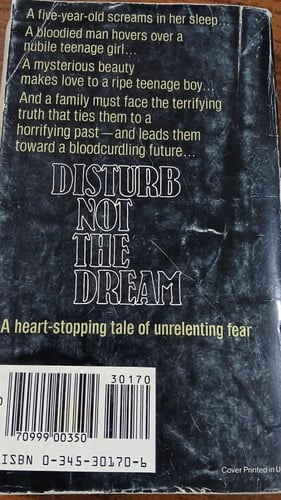 A five-year-old screams in her sleep...
A bloodied man hovers over a
nubile teenage girl...
A mysterious beauty
makes love to a ripe teenage boy...
And a family must face the terrifying
truth that ties them to a
horrifying past—and leads them
toward a bloodcurdling future...
DISTURB
NOT
THE
DREAM
A heart-stopping tale of unrelenting fear
30170
0
70999 00350
ISBN 0-345-30170-6
Cover Printed in U